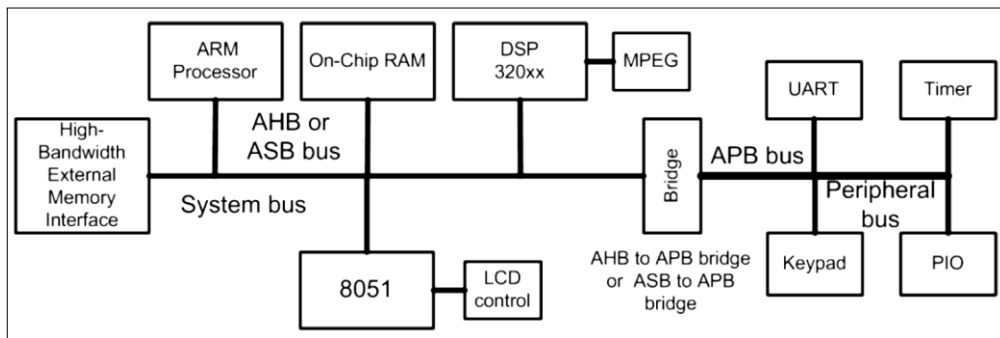 ARM
Processor
On-Chip RAM
DSP
320xx
MPEG
UART
Timer
High-
Bandwidth
External
Memory
Interface
AHB or
ASB bus
System bus
Bridge
APB bus
Peripheral
bus
8051
LCD
control
AHB to APB bridge
or ASB to APB
bridge
Keypad
PIO